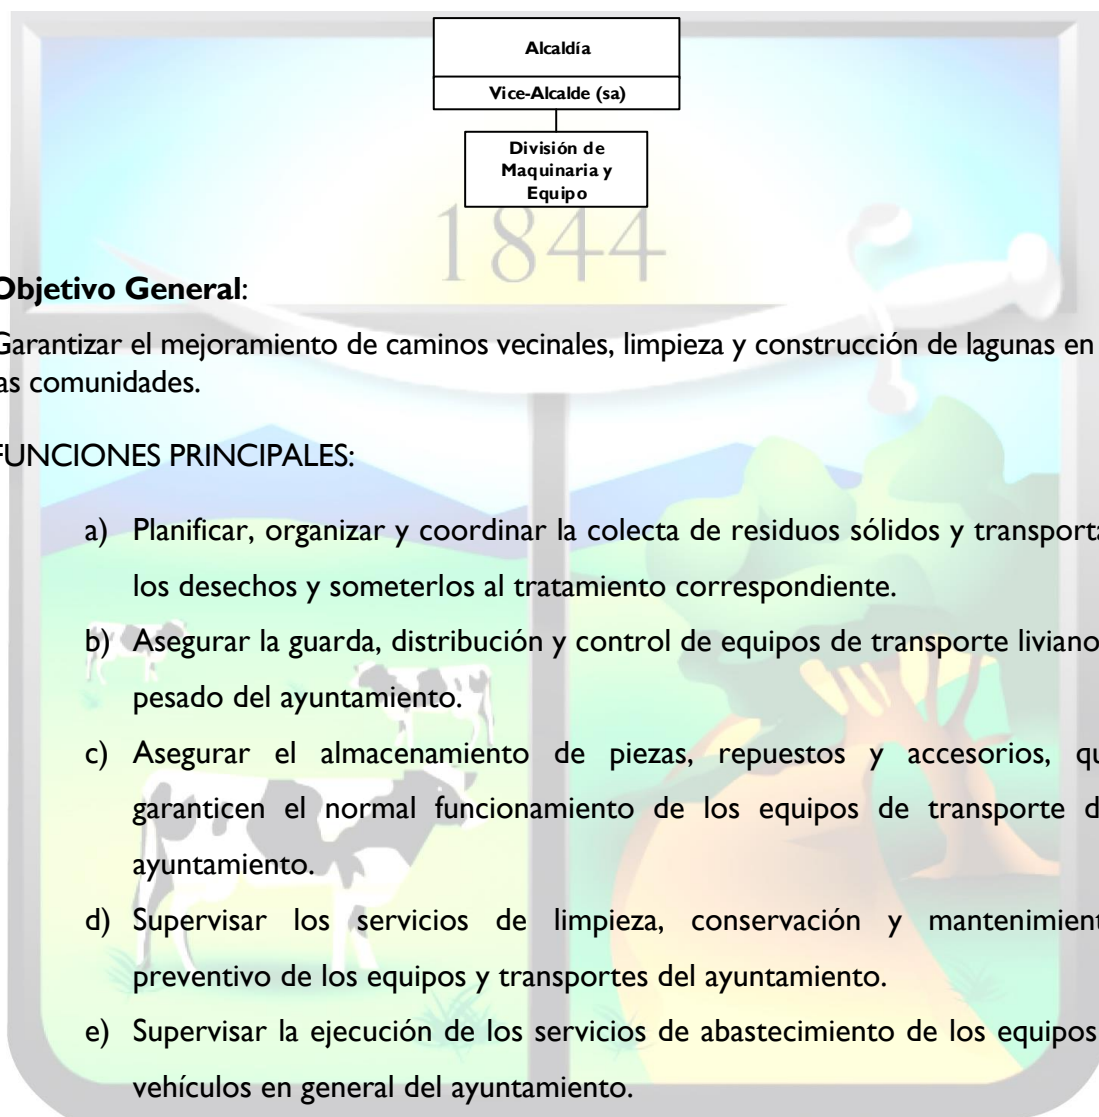 Alcaldía
Vice-Alcalde (sa)
División de
Maquinaria y
Equipo
1844
Objetivo General:
Garantizar el mejoramiento de caminos vecinales, limpieza y construcción de lagunas en
las comunidades.
FUNCIONES PRINCIPALES:
a) Planificar, organizar y coordinar la colecta de residuos sólidos y transporta
los desechos y someterlos al tratamiento correspondiente.
b) Asegurar la guarda, distribución y control de equipos de transporte liviano
pesado del ayuntamiento.
c) Asegurar el almacenamiento de piezas, repuestos y accesorios, qu
garanticen el normal funcionamiento de los equipos de transporte d
ayuntamiento.
d) Supervisar los servicios de limpieza, conservación y mantenimient
preventivo de los equipos y transportes del ayuntamiento.
e) Supervisar la ejecución de los servicios de abastecimiento de los equipos
vehículos en general del ayuntamiento.